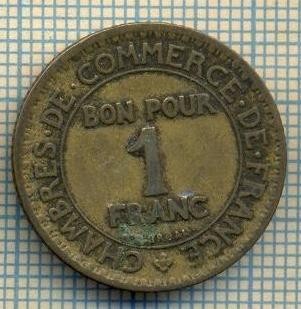 CHAMBRES·DE·COMMERCE·DE·FRANCE
BON POUR
1
FRANC